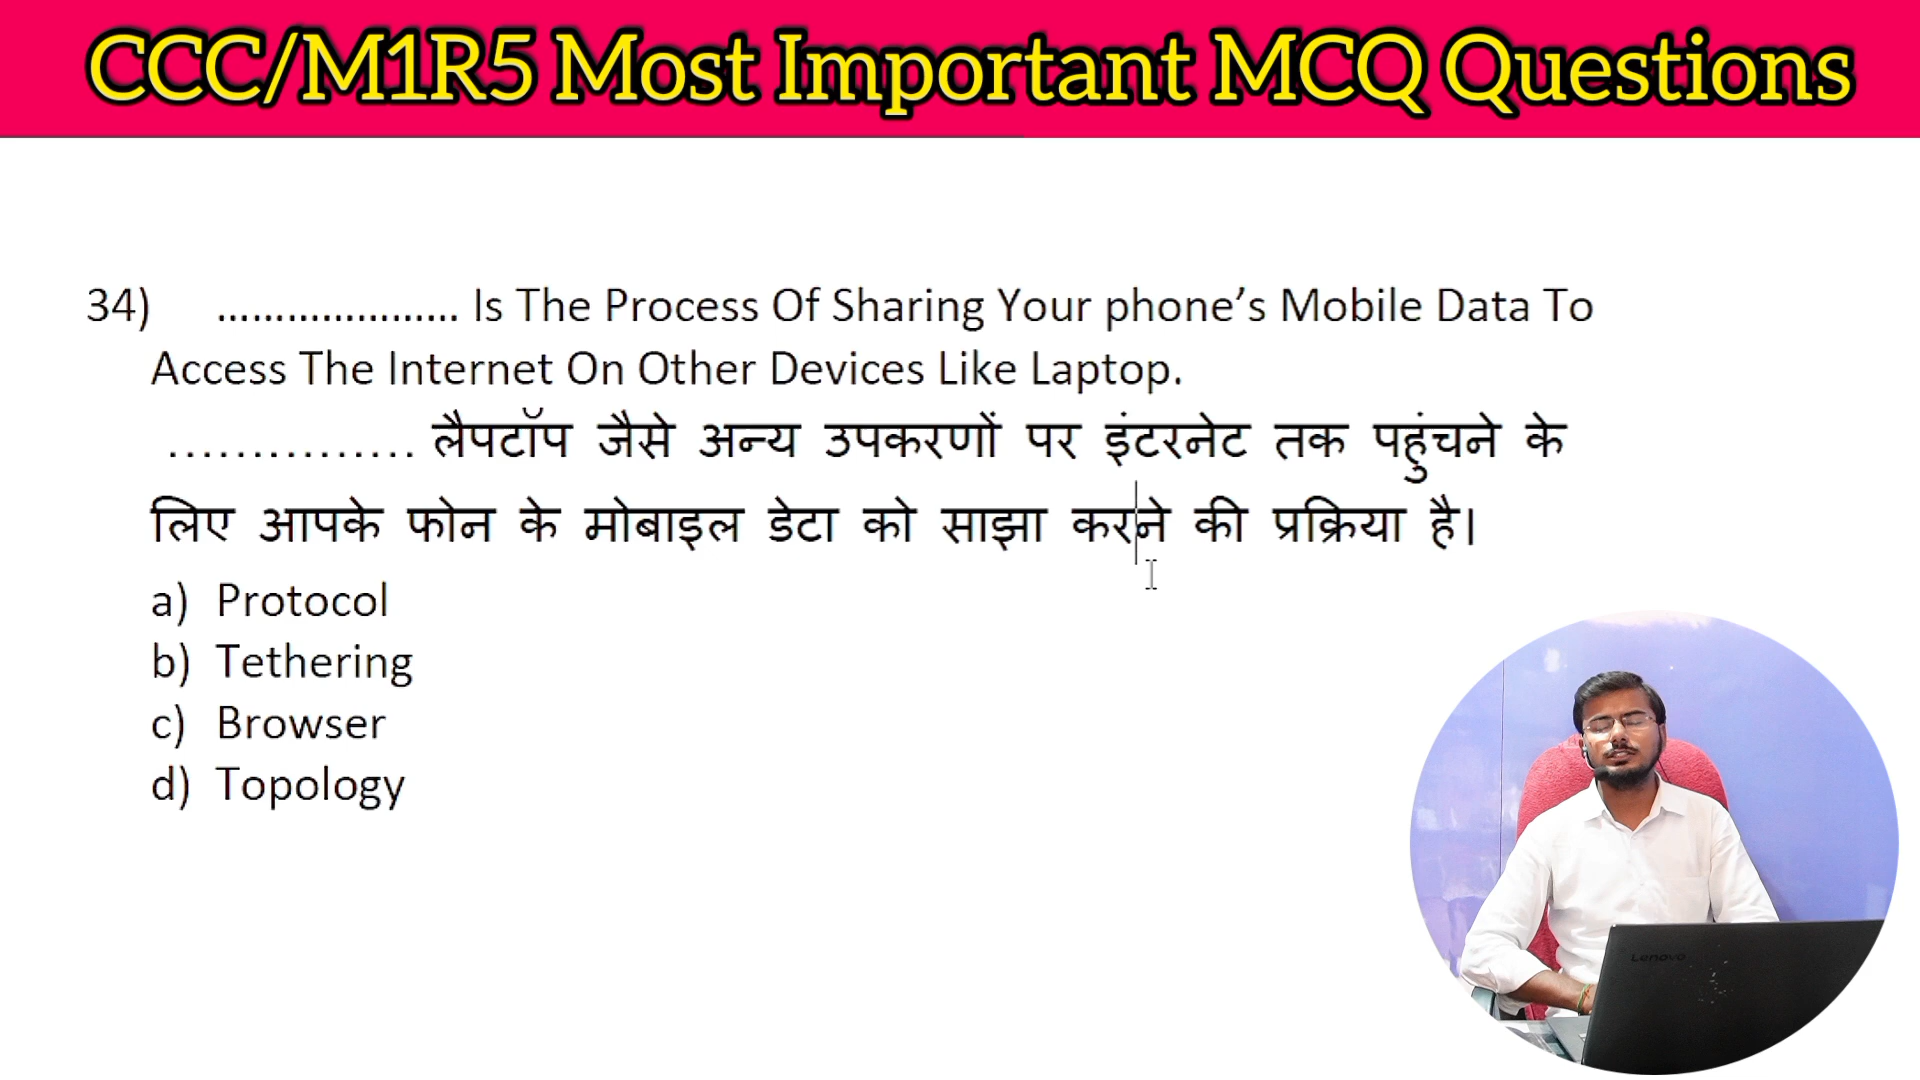 CCC/M1R5 Most Important MCQ Questions
34) ..................... Is The Process Of Sharing Your phone’s Mobile Data To
Access The Internet On Other Devices Like Laptop.
............... लैपटॉप जैसे अन्य उपकरणों पर इंटरनेट तक पहुंचने के
लिए आपके फोन के मोबाइल डेटा को साझा करने की प्रक्रिया है।
a) Protocol
b) Tethering
c) Browser
d) Topology
Lenovo